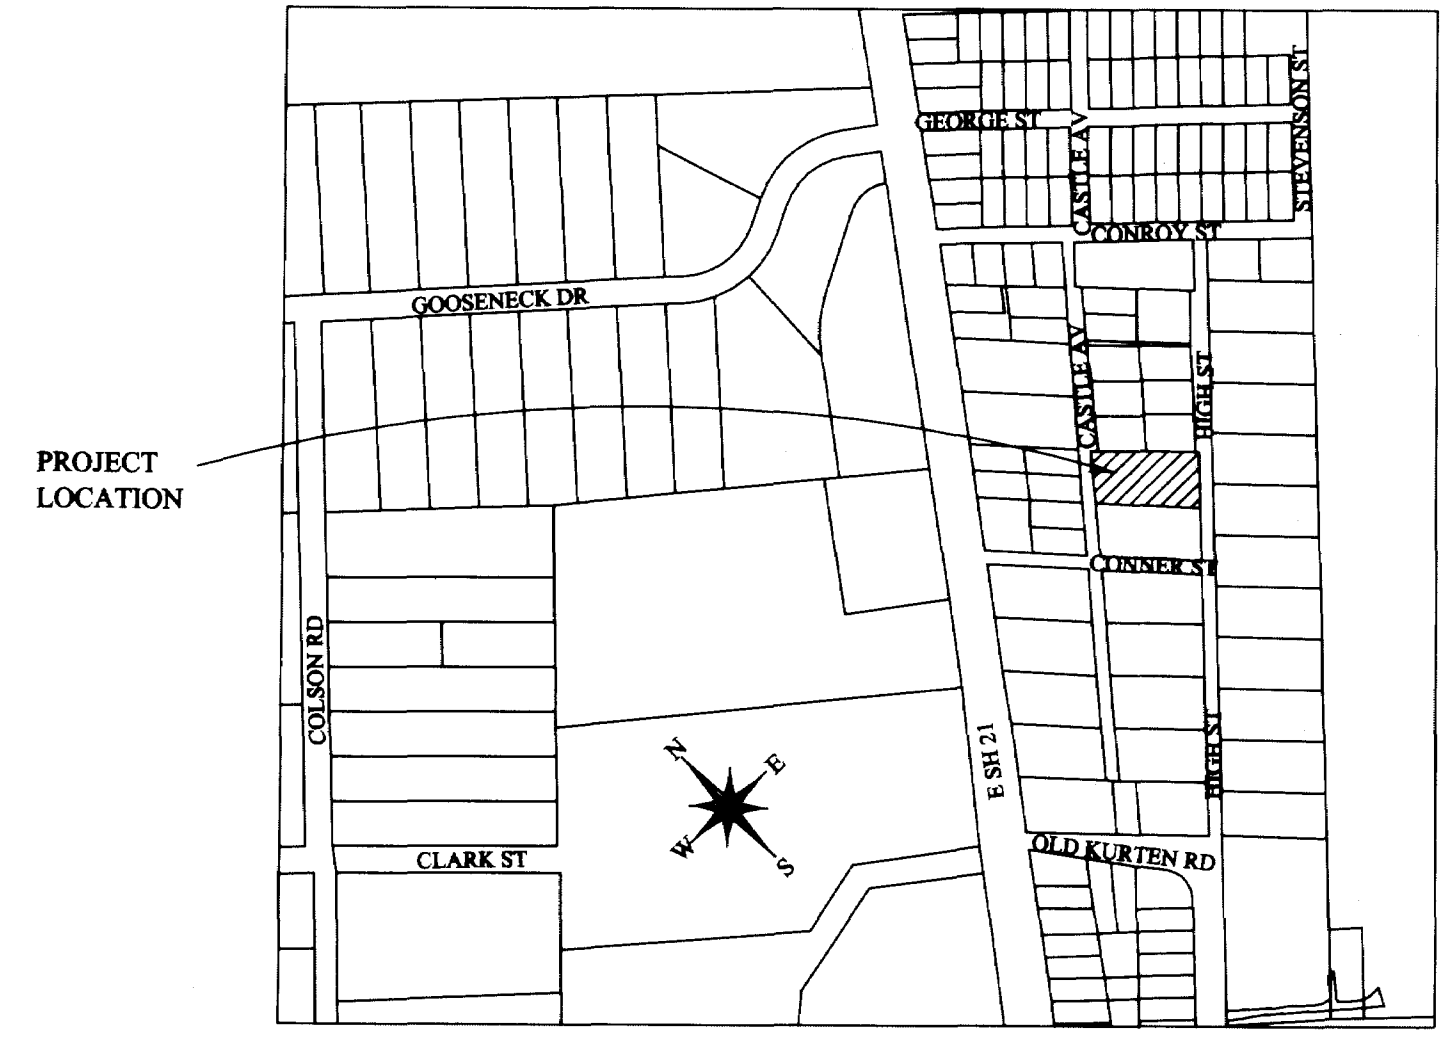 STEVENSON ST
GEORGE ST
CASTLE AV
CONROY ST
GOOSENECK DR
CASTLE AV
HIGH ST
PROJECT
LOCATION
CONNER ST
COLSON RD
HIGH ST
E SH 21
N
E
W
S
OLD KURTEN RD
CLARK ST